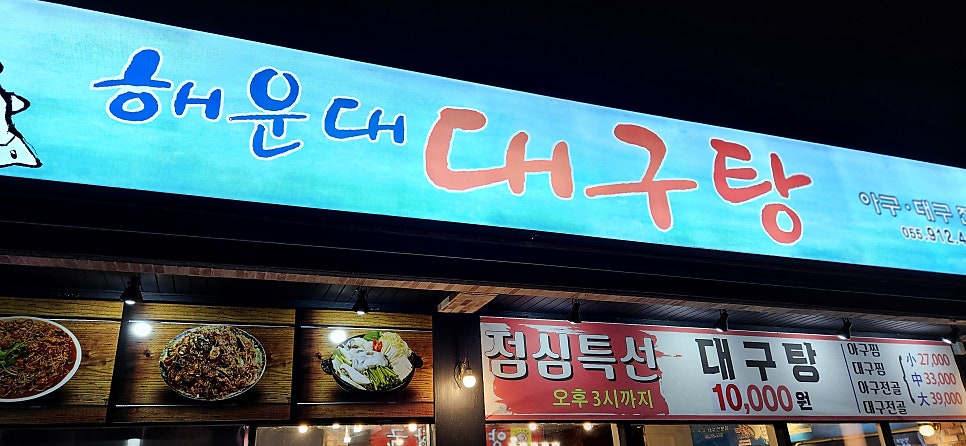 해운대 대구탕
아구·대구
055.912.4
점심특선
오후 3시까지
대구탕
10,000원
아구찜
대구찜
아구전골
대구전골
小 27,000
中 33,000
大 39,000